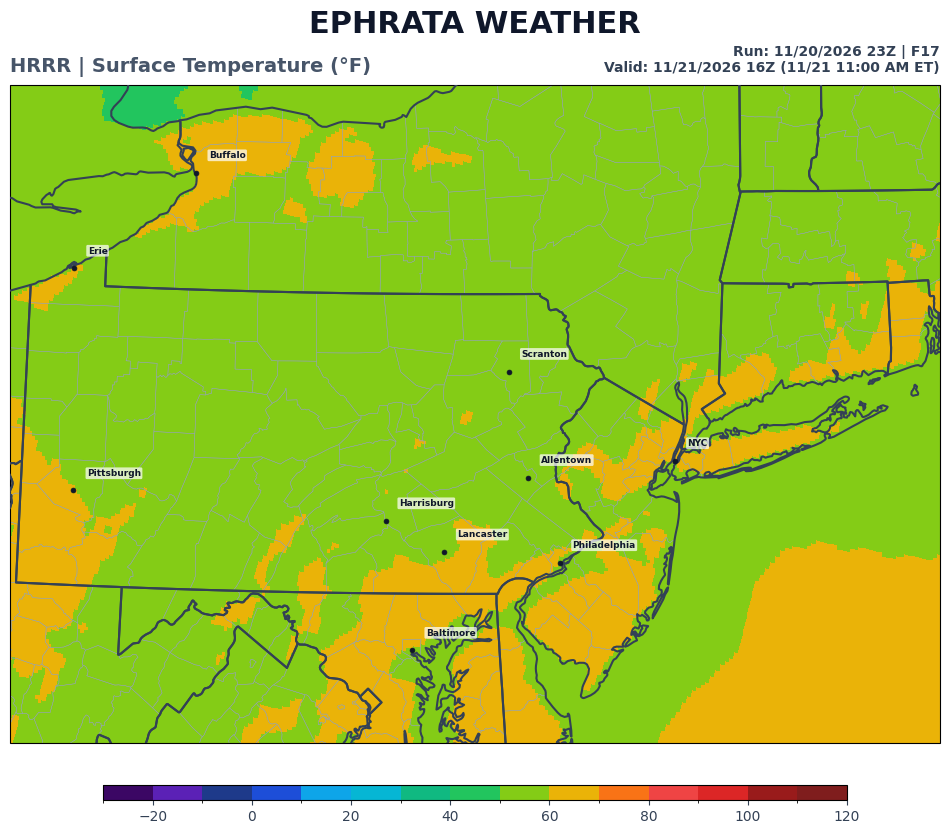 EPHRATA WEATHER
HRRR | Surface Temperature (°F)
Run: 11/20/2026 23Z | F17
Valid: 11/21/2026 16Z (11/21 11:00 AM ET)
Buffalo
Erie
Scranton
NYC
Allentown
Pittsburgh
Harrisburg
Lancaster
Philadelphia
Baltimore
−20 0 20 40 60 80 100 120